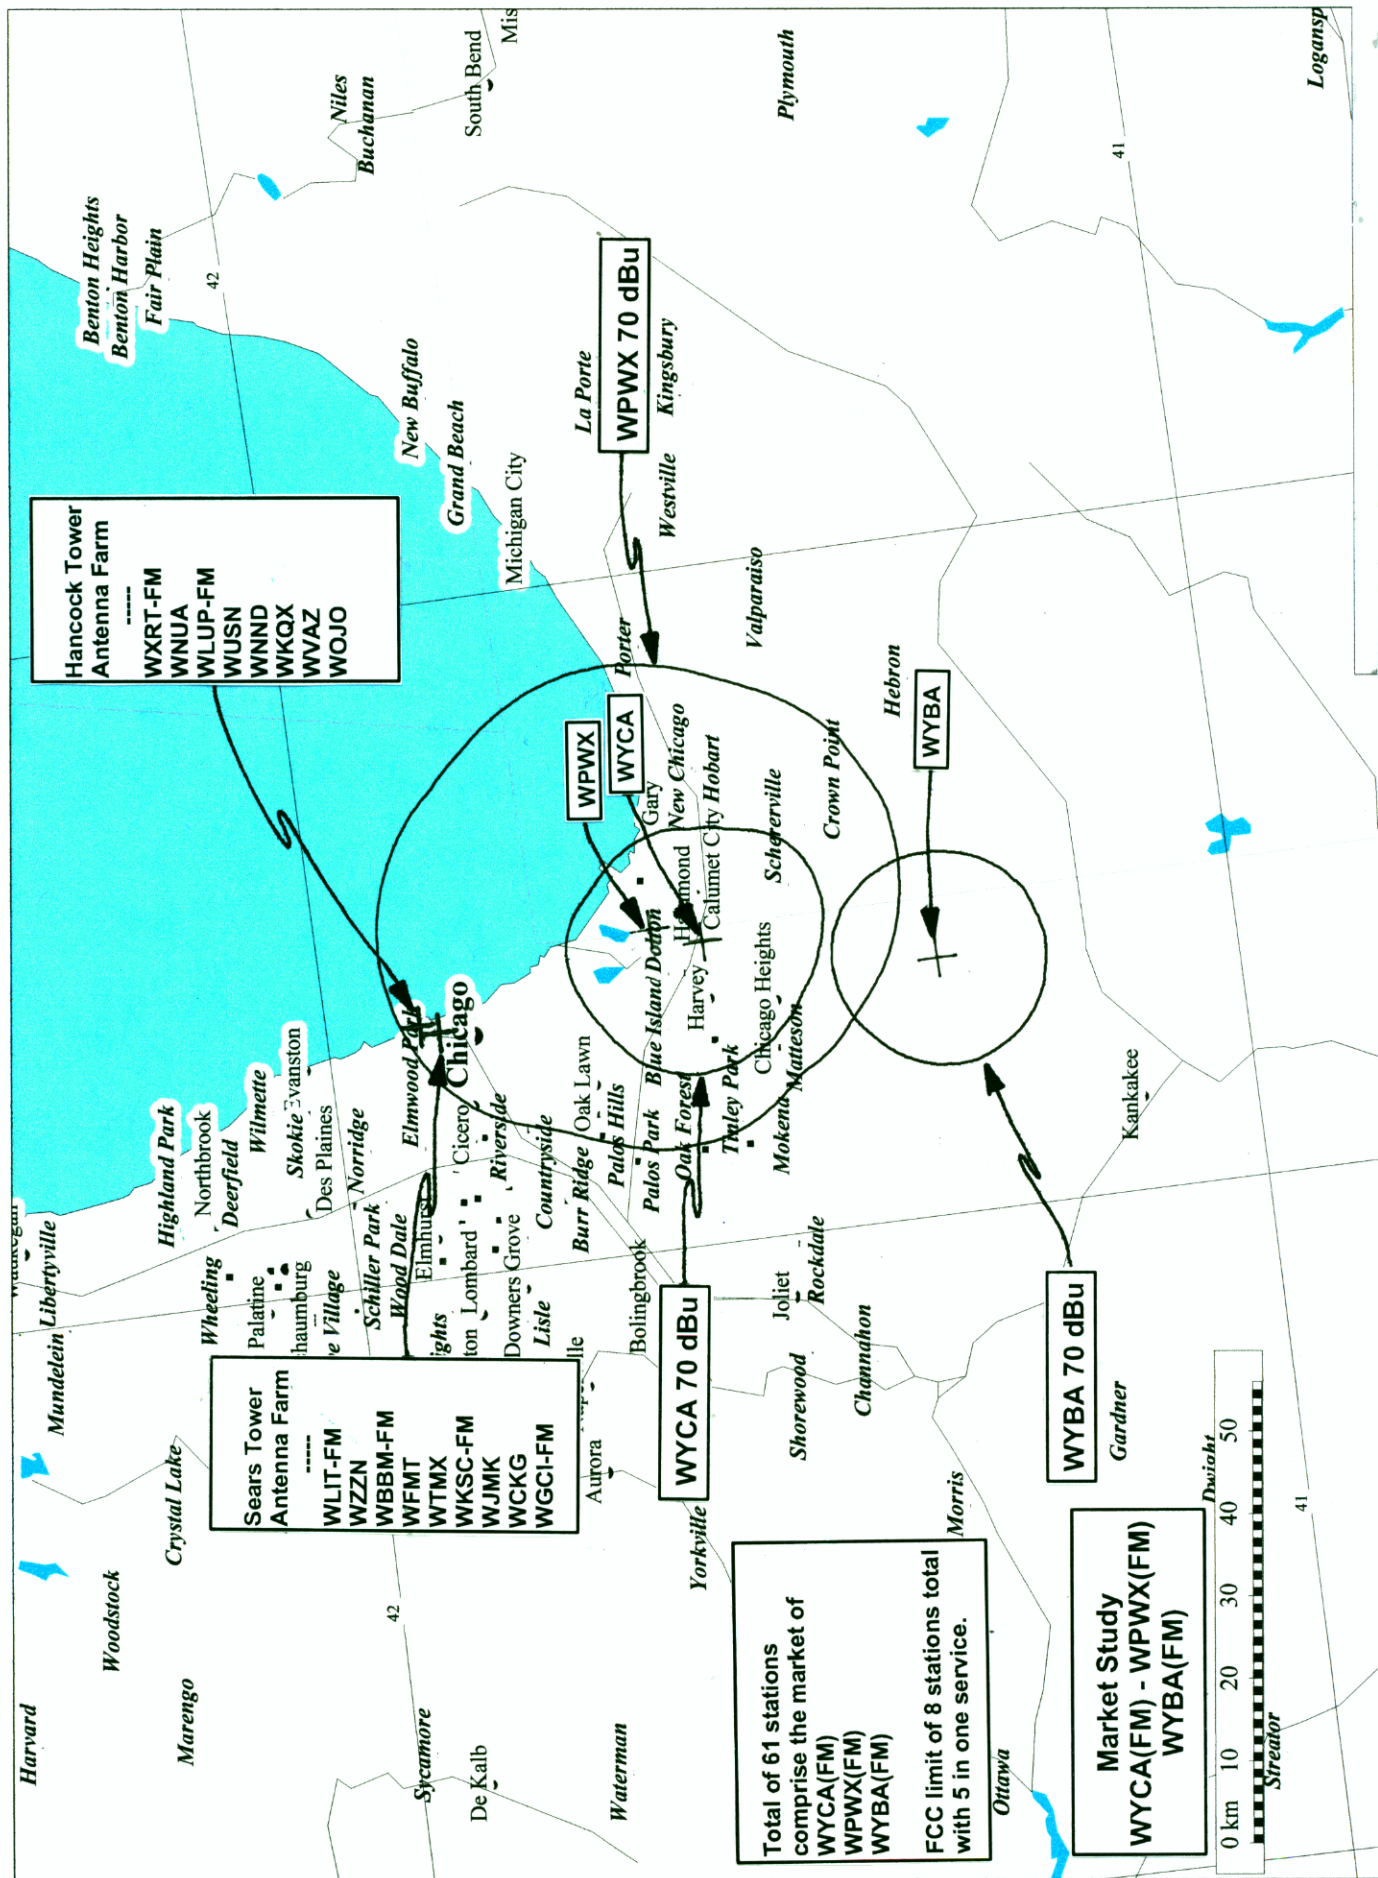 Hancock Tower
Antenna Farm
-----
WXRT-FM
WNUA
WLUP-FM
WUSN
WNND
WKQX
WVAZ
WOJO
Sears Tower
Antenna Farm
-----
WLIT-FM
WZZN
WBBM-FM
WFMT
WTMX
WKSC-FM
WJMK
WCKG
WGCI-FM
WPWX 70 dBu
WPWX
WYCA
WYBA
WYCA 70 dBu
WYBA 70 dBu
Total of 61 stations
comprise the market of
WYCA(FM)
WPWX(FM)
WYBA(FM)
FCC limit of 8 stations total
with 5 in one service.
Market Study
WYCA(FM) - WPWX(FM)
WYBA(FM)
0 km 10 20 30 40 50
Harvard
Woodstock
Marengo
Crystal Lake
Mundelein
Libertyville
Highland Park
Northbrook
Deerfield
Wheeling
Wilmette
Palatine
Skokie
Evanston
Des Plaines
haumburg
e Village
Norridge
Schiller Park
Wood Dale
Elmwood Park
Elmhurst
Chicago
ights
Cicero
ton
Lombard
Riverside
Downers Grove
Countryside
Lisle
Burr Ridge
Oak Lawn
lle
Palos Hills
Aurora
Bolingbrook
Palos Park
Blue Island
Dolton
Oak Forest
Harvey
Hammond
Calumet City
Tinley Park
Chicago Heights
Matteson
Mokena
Joliet
Rockdale
Shorewood
Channahon
Yorkville
Morris
Gardner
Dwight
Streator
Ottawa
Waterman
De Kalb
Sycamore
Kankakee
Gary
New Chicago
Hobart
Schererville
Crown Point
Hebron
Valparaiso
Porter
Westville
Kingsbury
La Porte
Michigan City
Grand Beach
New Buffalo
Benton Heights
Benton Harbor
Fair Plain
Niles
Buchanan
South Bend
Mis
Plymouth
Logansp
42
42
41
41